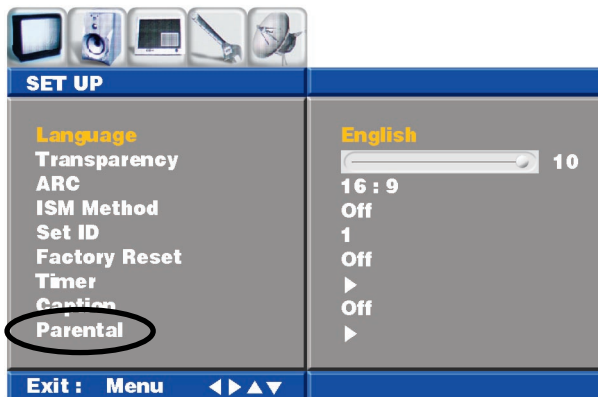 SET UP
Language English
Transparency 10
ARC 16 : 9
ISM Method Off
Set ID 1
Factory Reset Off
Timer ▶
Caption Off
Parental ▶
Exit : Menu ◀▶▲▼